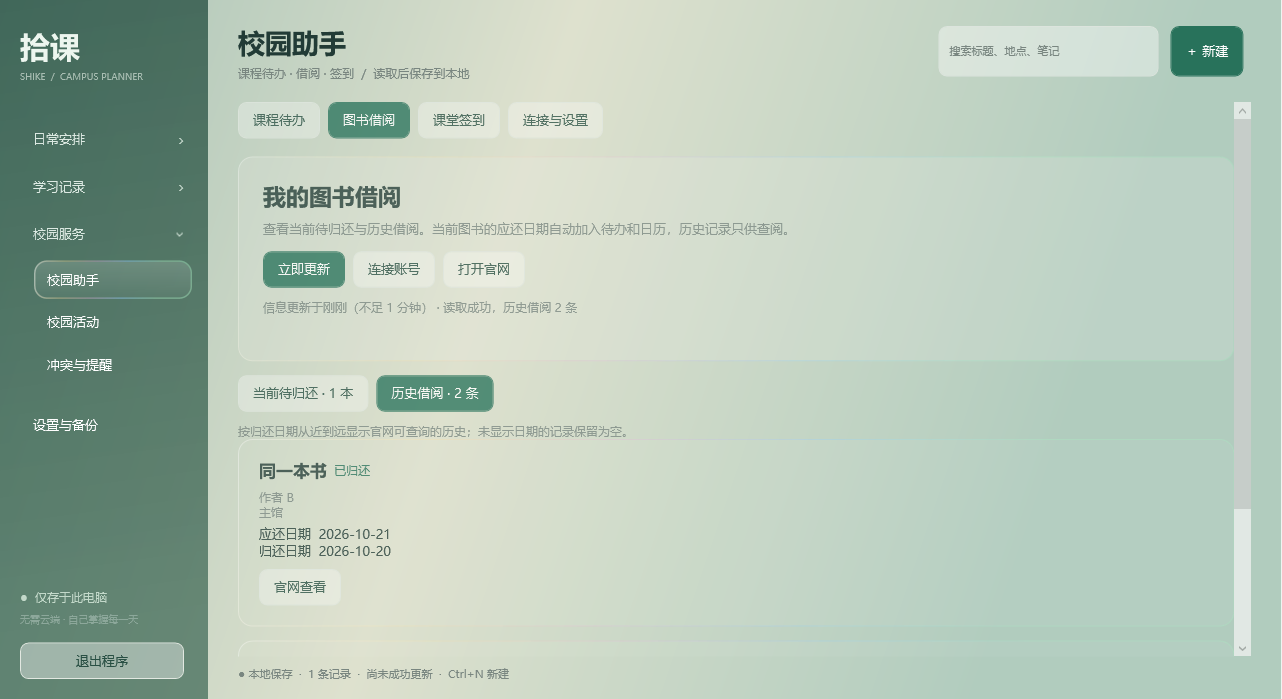 拾课
SHIKE / CAMPUS PLANNER
日常安排
学习记录
校园服务
校园助手
校园活动
冲突与提醒
设置与备份
● 仅存于此电脑
无需云端 · 自己掌握每一天
退出程序
校园助手
课程待办 · 借阅 · 签到 / 读取后保存到本地
搜索标题、地点、笔记
+ 新建
课程待办 图书借阅 课堂签到 连接与设置
我的图书借阅
查看当前待归还与历史借阅。当前图书的应还日期自动加入待办和日历，历史记录只供查阅。
立即更新 连接账号 打开官网
信息更新于刚刚（不足 1 分钟） · 读取成功，历史借阅 2 条
当前待归还 · 1 本 历史借阅 · 2 条
按归还日期从近到远显示官网可查询的历史；未显示日期的记录保留为空。
同一本书 已归还
作者 B
主馆
应还日期 2026-10-21
归还日期 2026-10-20
官网查看
● 本地保存 · 1 条记录 · 尚未成功更新 · Ctrl+N 新建